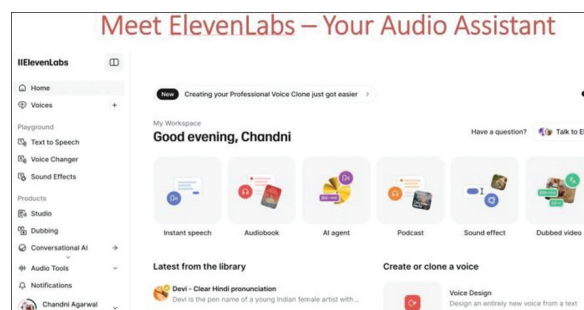 Meet ElevenLabs – Your Audio Assistant
IIElevenLabs
Home
Voices +
Playground
Text to Speech
Voice Changer
Sound Effects
Products
Studio
Dubbing
Conversational AI
Audio Tools
Notifications
Chandni Agarwal
New Creating your Professional Voice Clone just got easier
My Workspace
Good evening, Chandni
Have a question? Talk to El
Instant speech
Audiobook
AI agent
Podcast
Sound effect
Dubbed video
Latest from the library
Devi - Clear Hindi pronunciation
Devi is the pen name of a young Indian female artist with...
Create or clone a voice
Voice Design
Design an entirely new voice from a text